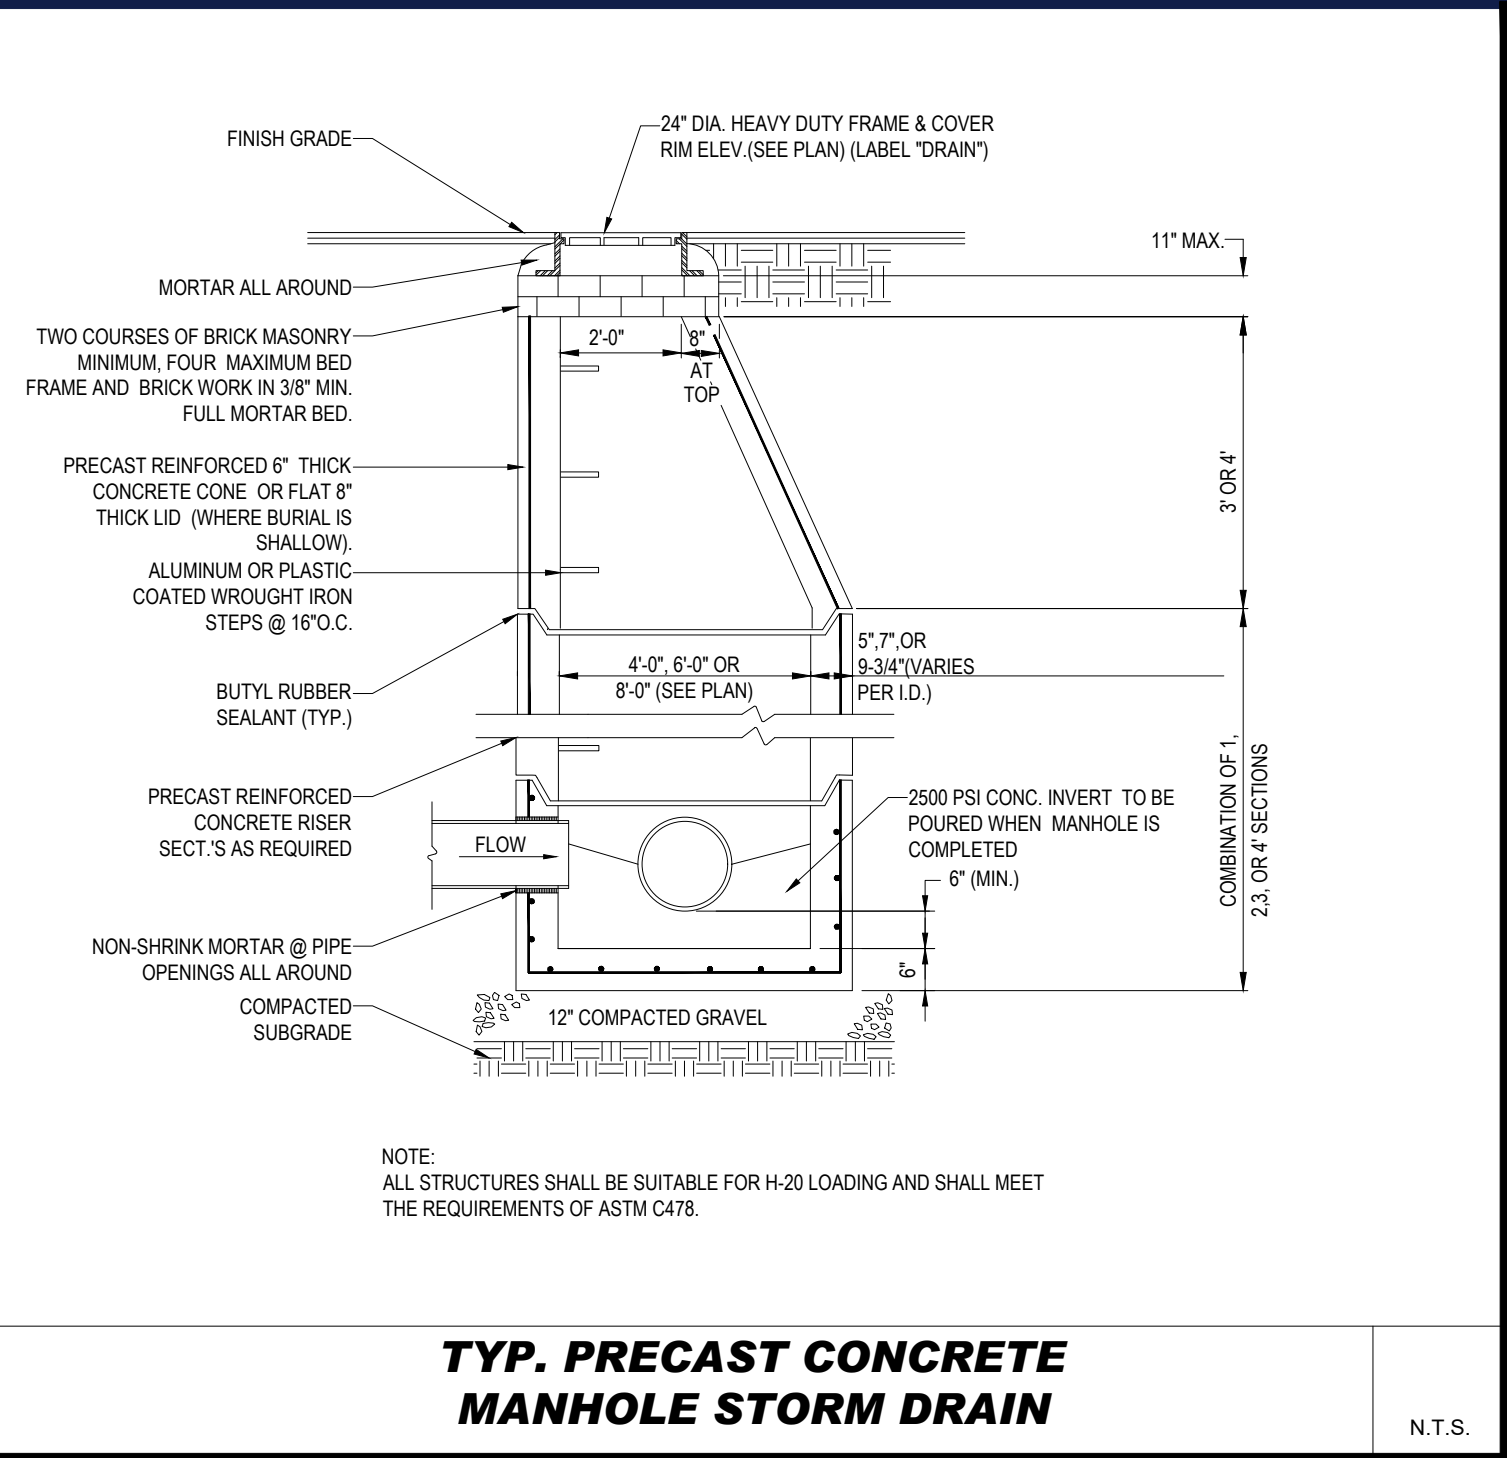 FINISH GRADE
24" DIA. HEAVY DUTY FRAME & COVER
RIM ELEV.(SEE PLAN) (LABEL "DRAIN")
11" MAX.
MORTAR ALL AROUND
TWO COURSES OF BRICK MASONRY
MINIMUM, FOUR MAXIMUM BED
FRAME AND BRICK WORK IN 3/8" MIN.
FULL MORTAR BED.
2'-0"
8"
AT
TOP
PRECAST REINFORCED 6" THICK
CONCRETE CONE OR FLAT 8"
THICK LID (WHERE BURIAL IS
SHALLOW).
3' OR 4'
ALUMINUM OR PLASTIC
COATED WROUGHT IRON
STEPS @ 16"O.C.
BUTYL RUBBER
SEALANT (TYP.)
4'-0", 6'-0" OR
8'-0" (SEE PLAN)
5",7",OR
9-3/4"(VARIES
PER I.D.)
PRECAST REINFORCED
CONCRETE RISER
SECT.'S AS REQUIRED
FLOW
2500 PSI CONC. INVERT TO BE
POURED WHEN MANHOLE IS
COMPLETED
6" (MIN.)
COMBINATION OF 1,
2,3, OR 4' SECTIONS
NON-SHRINK MORTAR @ PIPE
OPENINGS ALL AROUND
6"
COMPACTED
SUBGRADE
12" COMPACTED GRAVEL
NOTE:
ALL STRUCTURES SHALL BE SUITABLE FOR H-20 LOADING AND SHALL MEET
THE REQUIREMENTS OF ASTM C478.
TYP. PRECAST CONCRETE
MANHOLE STORM DRAIN
N.T.S.